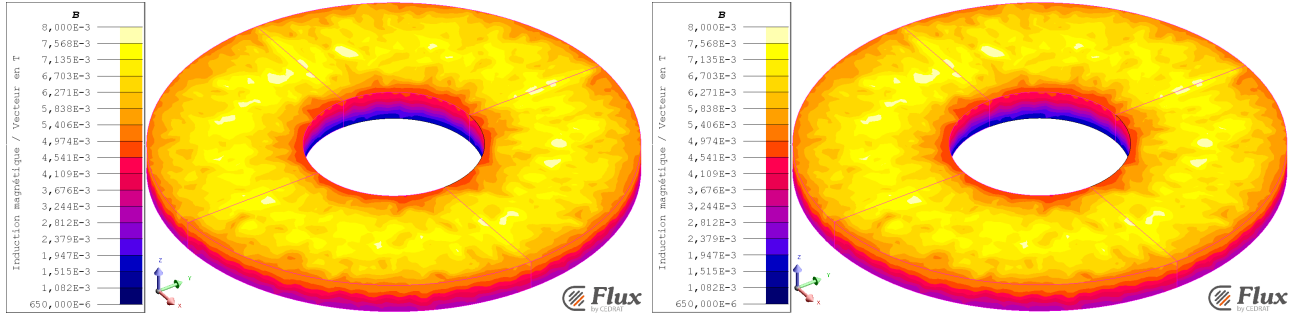 B
8,000E-3
7,568E-3
7,135E-3
6,703E-3
6,271E-3
5,838E-3
5,406E-3
4,974E-3
4,541E-3
4,109E-3
3,676E-3
3,244E-3
2,812E-3
2,379E-3
1,947E-3
1,515E-3
1,082E-3
650,000E-6
Induction magnétique / Vecteur en T
Z
Y
X
Flux
by CEDRAT
B
8,000E-3
7,568E-3
7,135E-3
6,703E-3
6,271E-3
5,838E-3
5,406E-3
4,974E-3
4,541E-3
4,109E-3
3,676E-3
3,244E-3
2,812E-3
2,379E-3
1,947E-3
1,515E-3
1,082E-3
650,000E-6
Induction magnétique / Vecteur en T
Z
Y
X
Flux
by CEDRAT